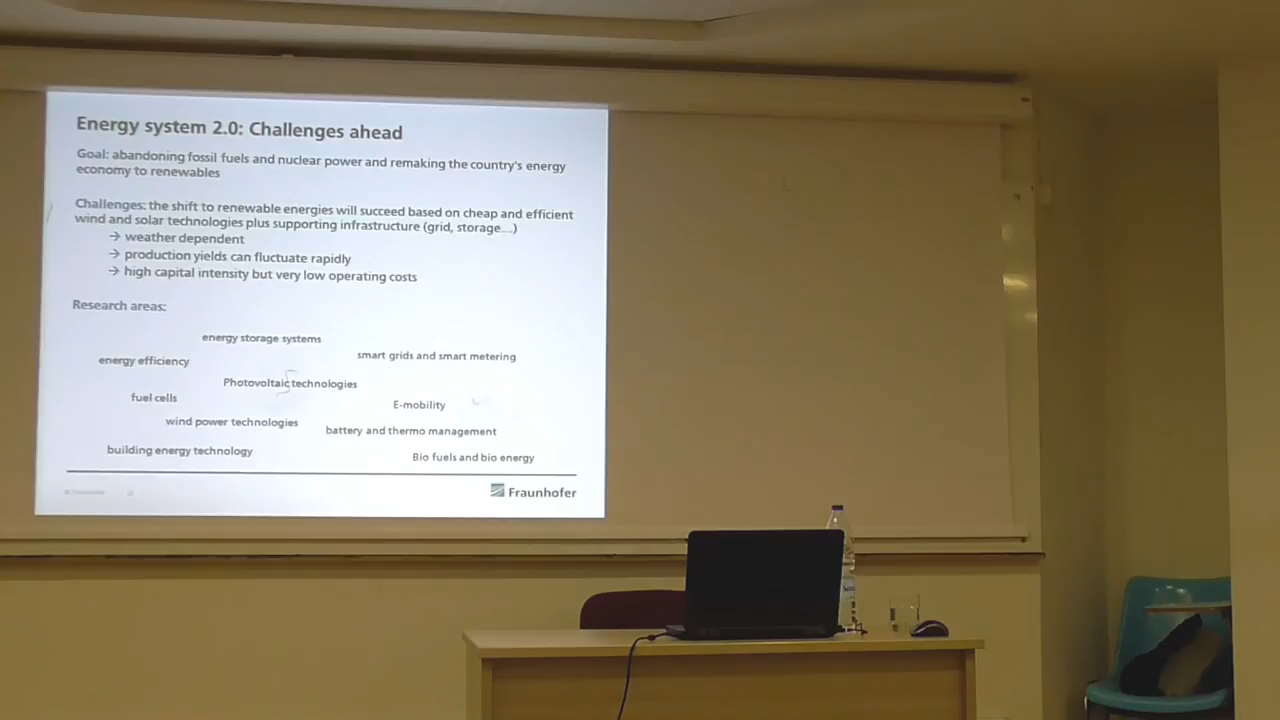 Energy system 2.0: Challenges ahead
Goal: abandoning fossil fuels and nuclear power and remaking the country's energy
economy to renewables
Challenges: the shift to renewable energies will succeed based on cheap and efficient
wind and solar technologies plus supporting infrastructure (grid, storage...)
→ weather dependent
→ production yields can fluctuate rapidly
→ high capital intensity but very low operating costs
Research areas:
energy storage systems
smart grids and smart metering
energy efficiency
Photovoltaic technologies
fuel cells
E-mobility
wind power technologies
battery and thermo management
building energy technology
Bio fuels and bio energy
Fraunhofer